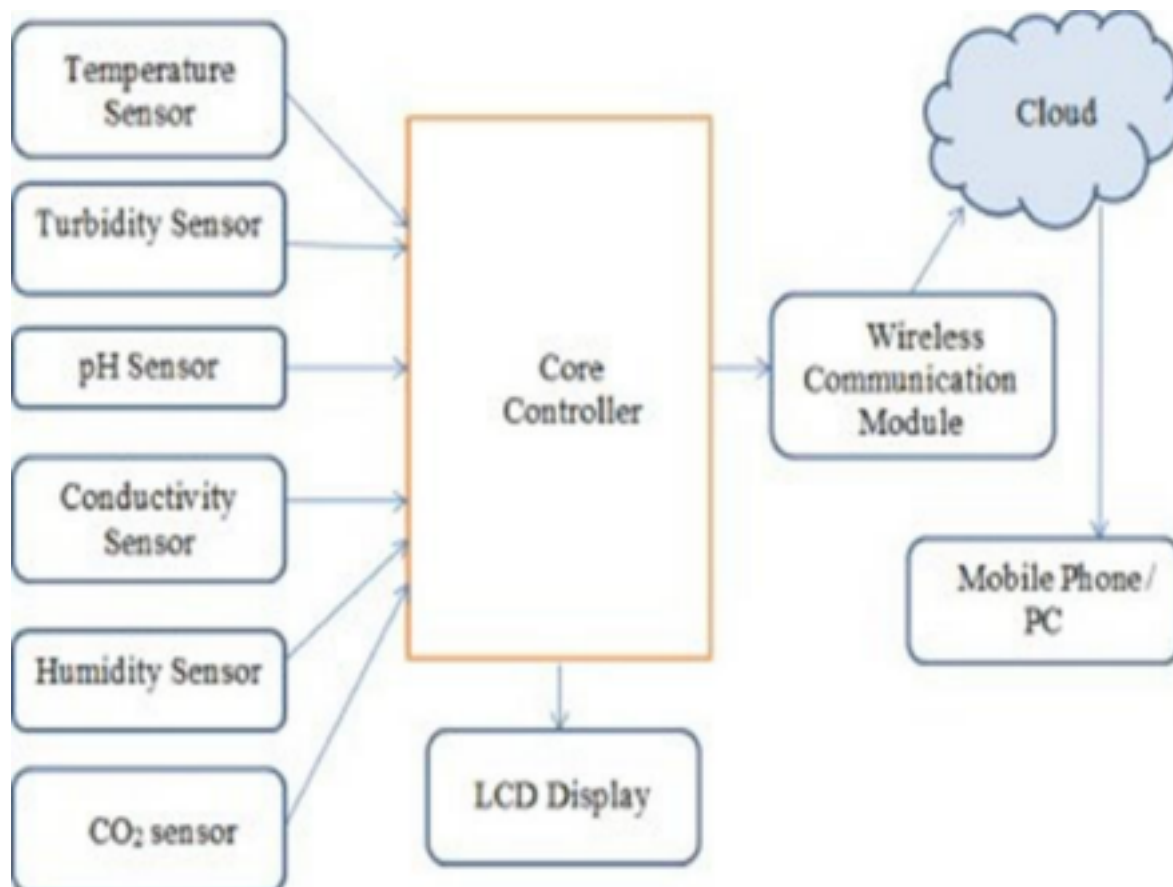 Temperature
Sensor
Turbidity Sensor
pH Sensor
Conductivity
Sensor
Humidity Sensor
CO₂ sensor
Core
Controller
LCD Display
Wireless
Communication
Module
Cloud
Mobile Phone /
PC